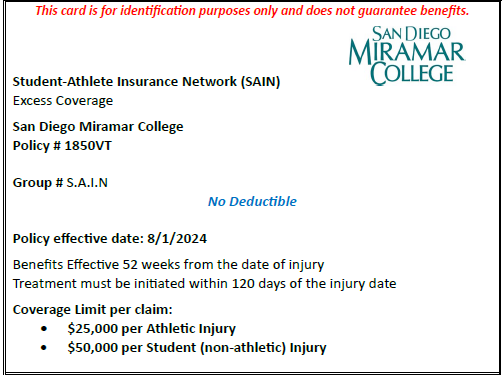 This card is for identification purposes only and does not guarantee benefits.
SAN DIEGO
MIRAMAR
COLLEGE
Student-Athlete Insurance Network (SAIN)
Excess Coverage
San Diego Miramar College
Policy # 1850VT
Group # S.A.I.N
No Deductible
Policy effective date: 8/1/2024
Benefits Effective 52 weeks from the date of injury
Treatment must be initiated within 120 days of the injury date
Coverage Limit per claim:
• $25,000 per Athletic Injury
• $50,000 per Student (non-athletic) Injury